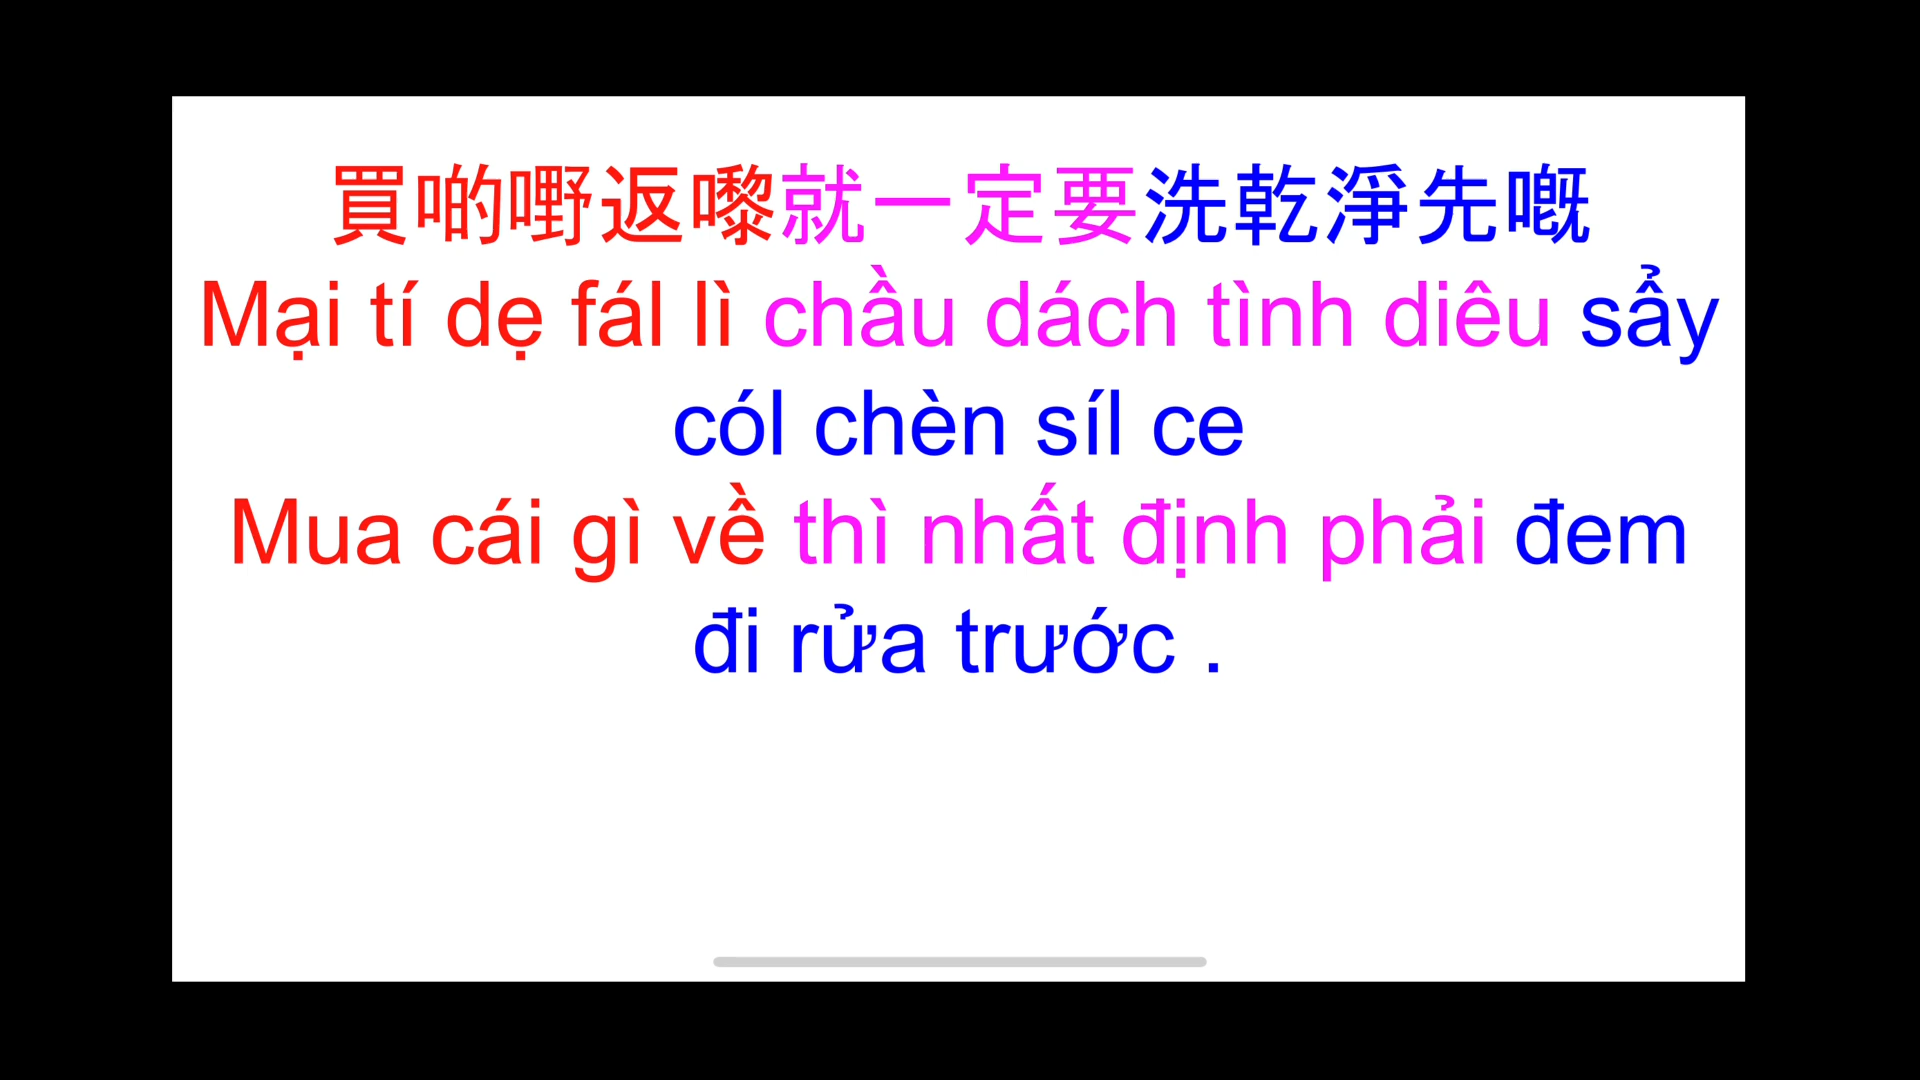 買啲嘢返嚟就一定要洗乾淨先嘅
Mại tí dẹ fál lì chầu dách tình diêu sẩy
cól chèn síl ce
Mua cái gì về thì nhất định phải đem
đi rửa trước .